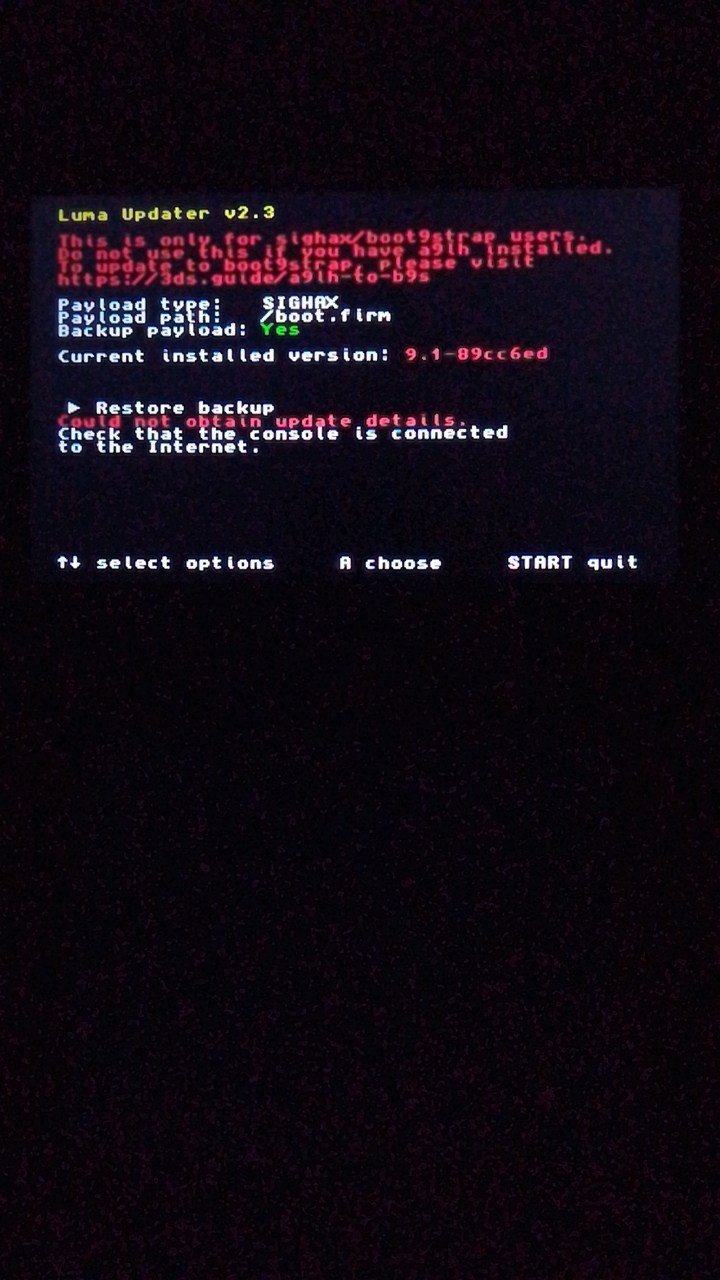 Luma Updater v2.3
This is only for sighax/boot9strap users.
Do not use this if you have a9lh installed.
To update to boot9strap, please visit
https://3ds.guide/a9lh-to-b9s
Payload type: SIGHAX
Payload path: /boot.firm
Backup payload: Yes
Current installed version: 9.1-89cc6ed
► Restore backup
Could not obtain update details.
Check that the console is connected
to the Internet.
↑↓ select options A choose START quit